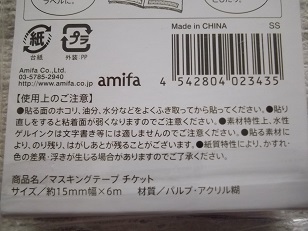 ラベルに。
Made in CHINA
SS
紙
台紙
プラ
外装:PP
Amifa Co.,Ltd.
03-5785-2940
http://www.amifa.co.jp
amifa
4 542804 023435
【使用上のご注意】
●貼る面のホコリ、油分、水分などをよくふき取ってから貼ってください。●貼り
直しをすると粘着面が弱くなりますのでご注意ください。●素材特性上、水性
ゲルインクは文字書き等には適しませんのでご了承ください。●貼る素材によ
り、のり残り、はがしあとが残ることがございます。●紙質特性により、かすれ、
色の差異・浮きが生じる場合がありますのでご了承ください。
商品名/マスキングテープ チケット
サイズ/約15mm幅×6m 材質/パルプ・アクリル糊